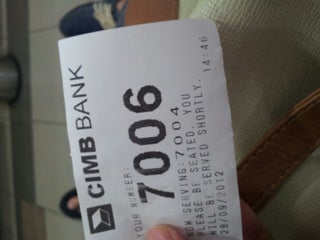 CIMB BANK
YOUR NUMBER:
7006
NOW SERVING:7004
PLEASE BE SEATED. YOU
WILL BE SERVED SHORTLY.
28/09/2012 14:46